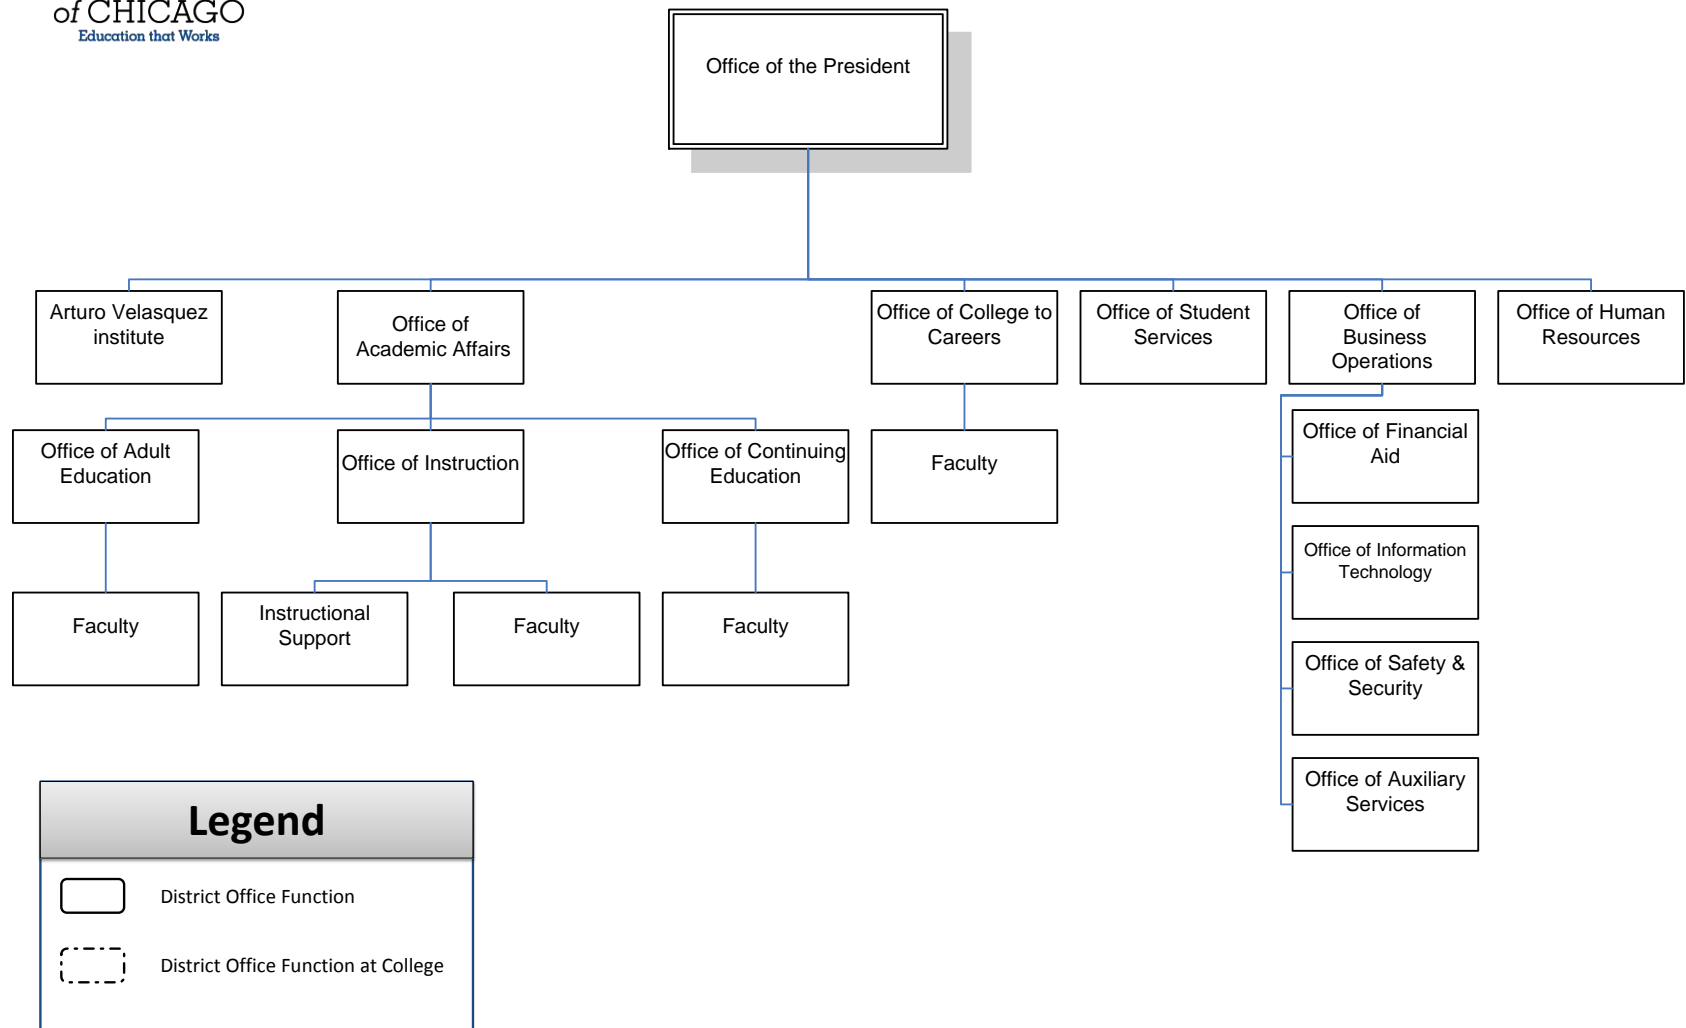 of CHICAGO
Education that Works
Office of the President
Arturo Velasquez
institute
Office of
Academic Affairs
Office of College to
Careers
Office of Student
Services
Office of
Business
Operations
Office of Human
Resources
Office of Adult
Education
Office of Instruction
Office of Continuing
Education
Faculty
Office of Financial
Aid
Office of Information
Technology
Faculty
Instructional
Support
Faculty
Faculty
Office of Safety &
Security
Office of Auxiliary
Services
Legend
District Office Function
District Office Function at College